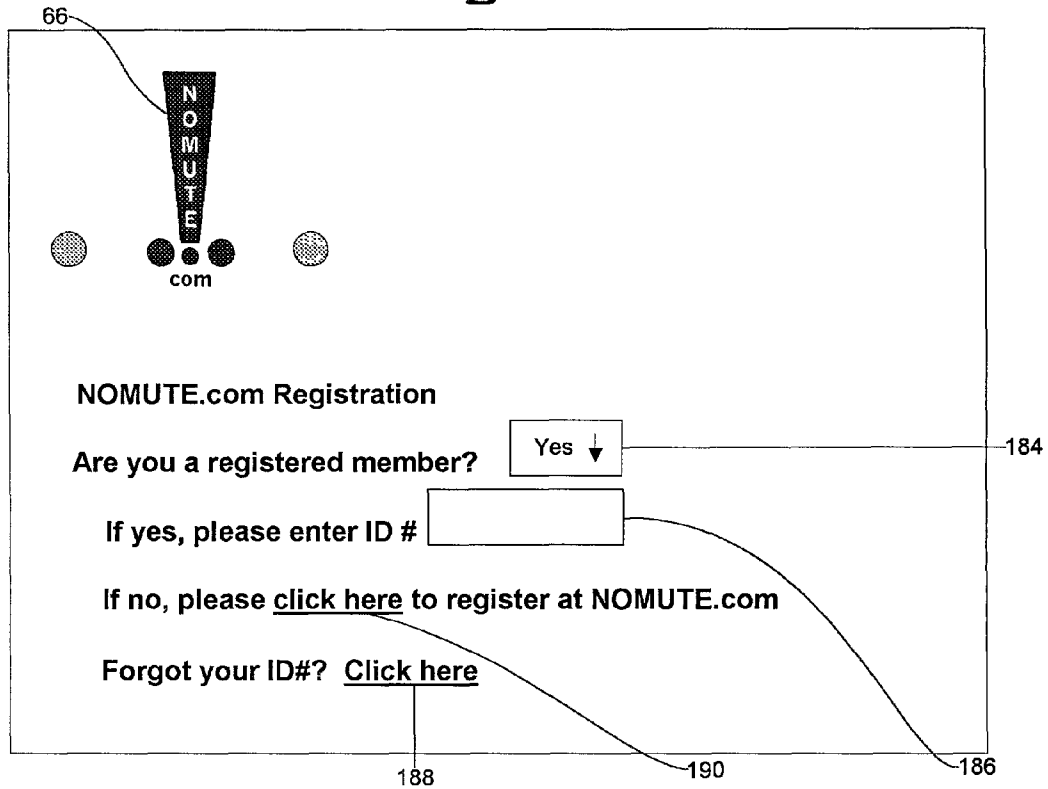 66
NOMUTE
com
NOMUTE.com Registration
Are you a registered member? Yes
184
If yes, please enter ID #
If no, please click here to register at NOMUTE.com
Forgot your ID#? Click here
188
190
186